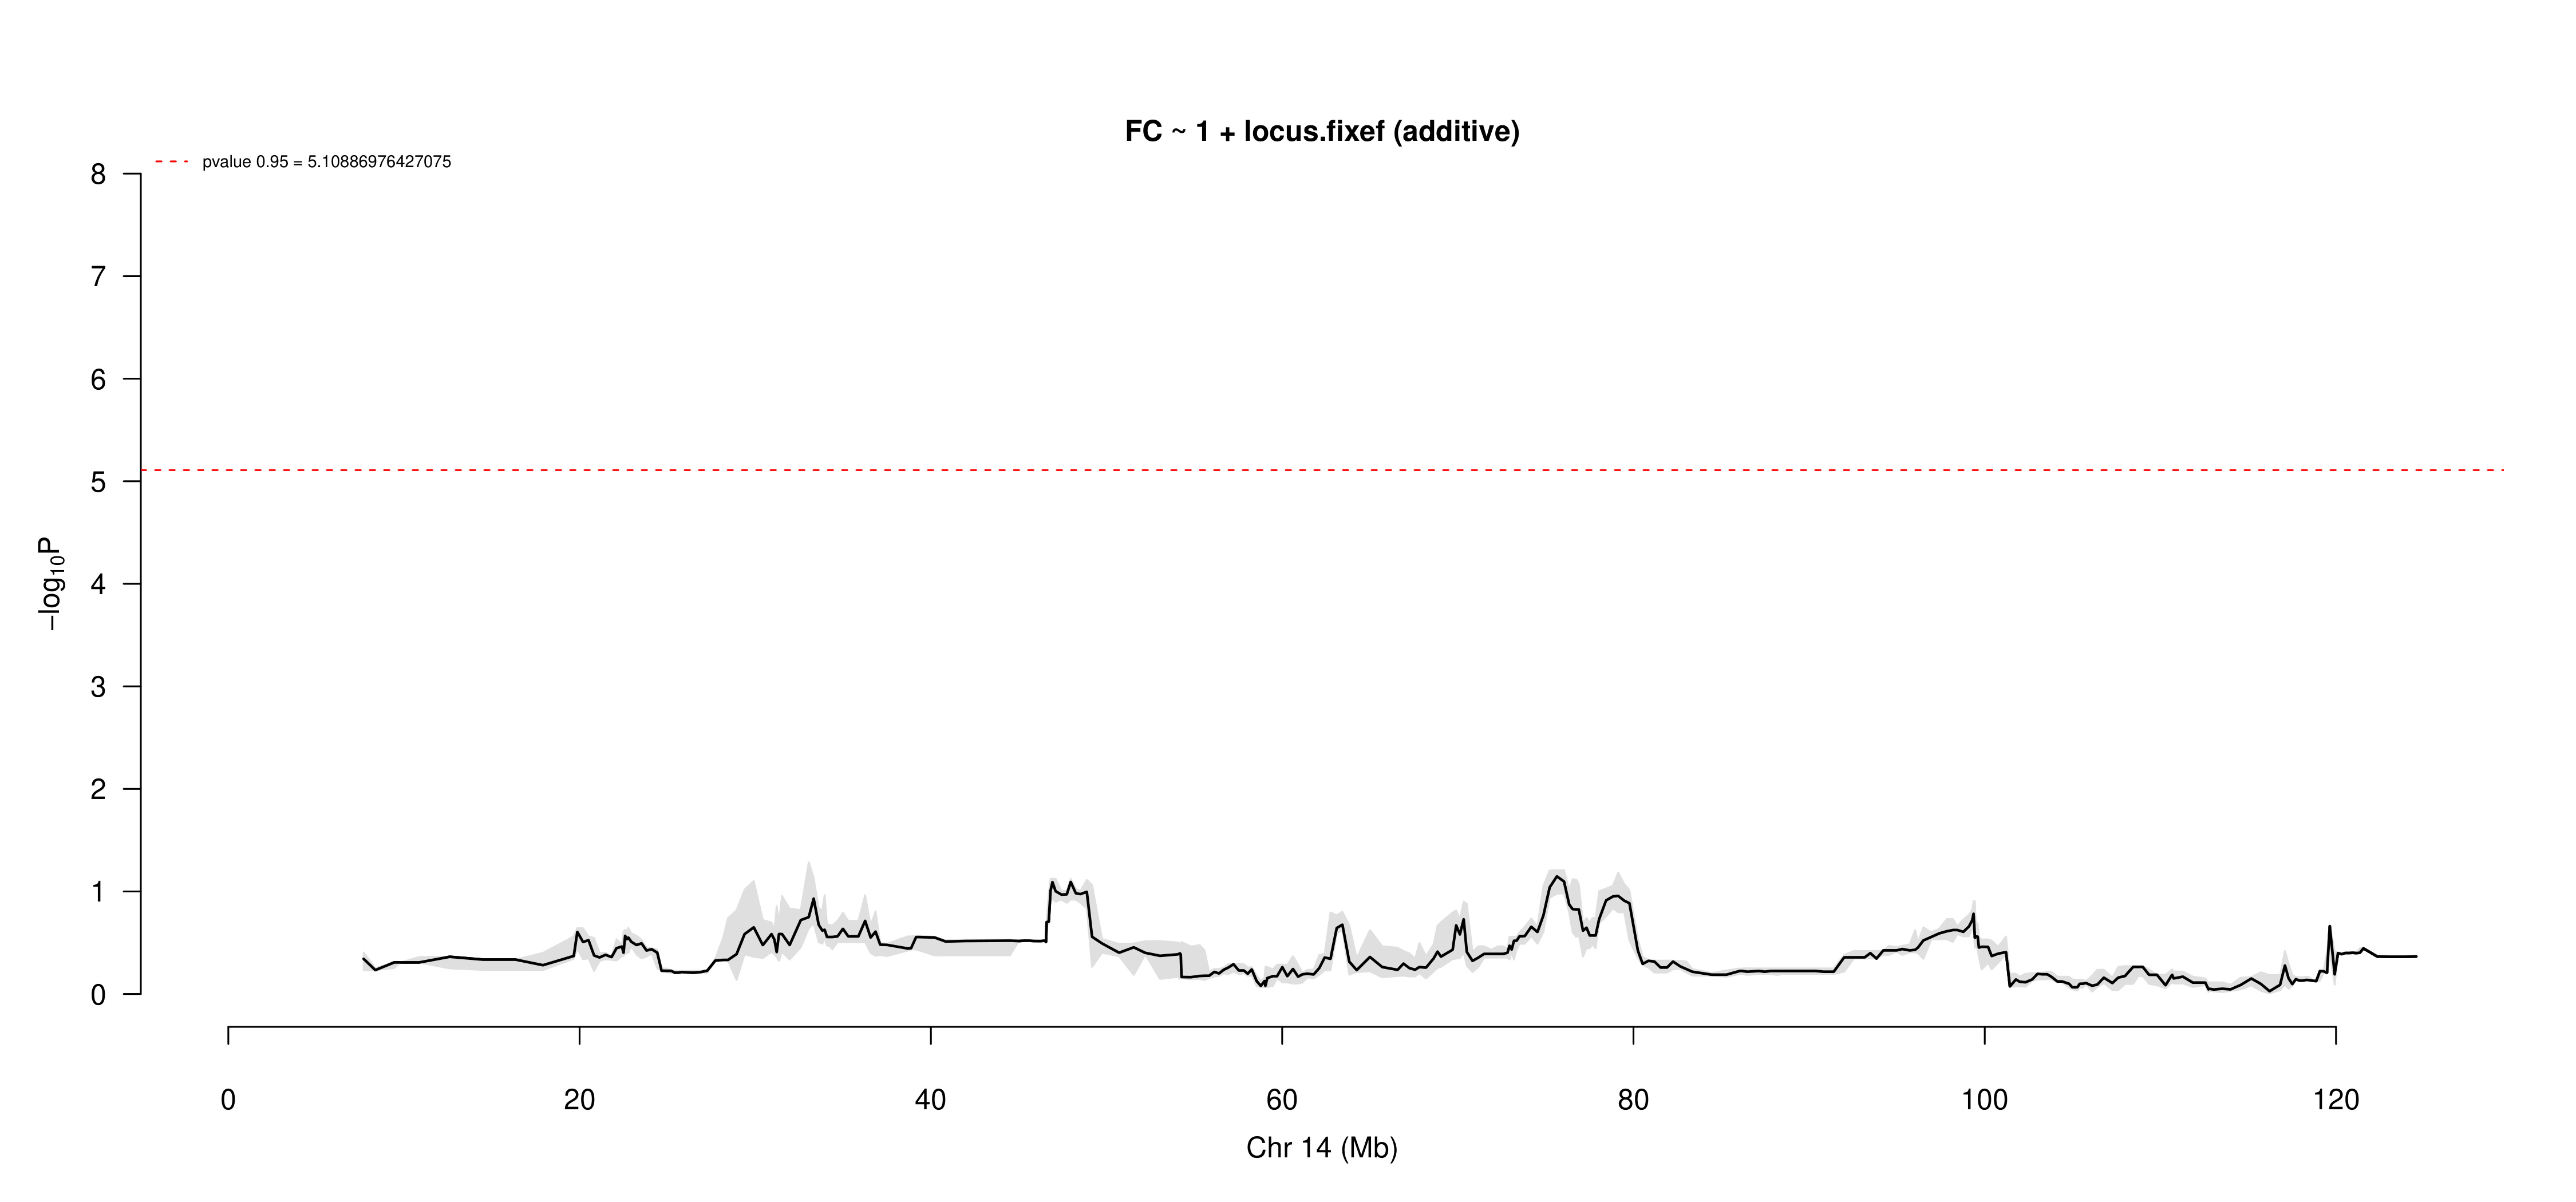 FC ~ 1 + locus.fixef (additive)
pvalue 0.95 = 5.10886976427075
8
7
6
5
4
3
2
1
0
−log10P
0 20 40 60 80 100 120
Chr 14 (Mb)